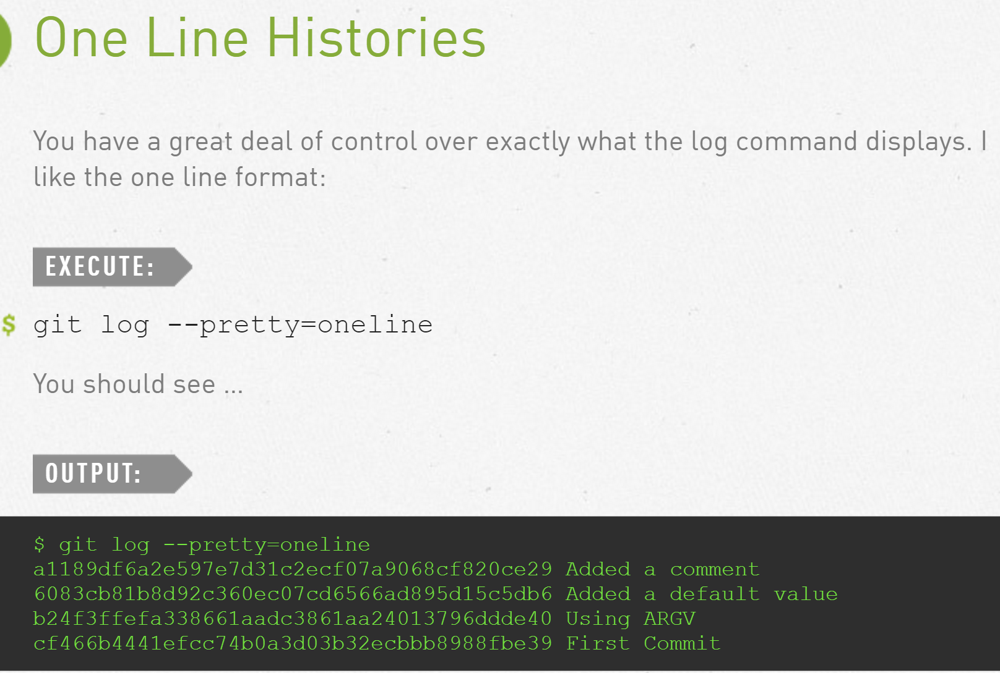 One Line Histories
You have a great deal of control over exactly what the log command displays. I
like the one line format:
EXECUTE:
$ git log --pretty=oneline
You should see ...
OUTPUT:
$ git log --pretty=oneline
a1189df6a2e597e7d31c2ecf07a9068cf820ce29 Added a comment
6083cb81b8d92c360ec07cd6566ad895d15c5db6 Added a default value
b24f3ffefa338661aadc3861aa24013796ddde40 Using ARGV
cf466b4441efcc74b0a3d03b32ecbbb8988fbe39 First Commit